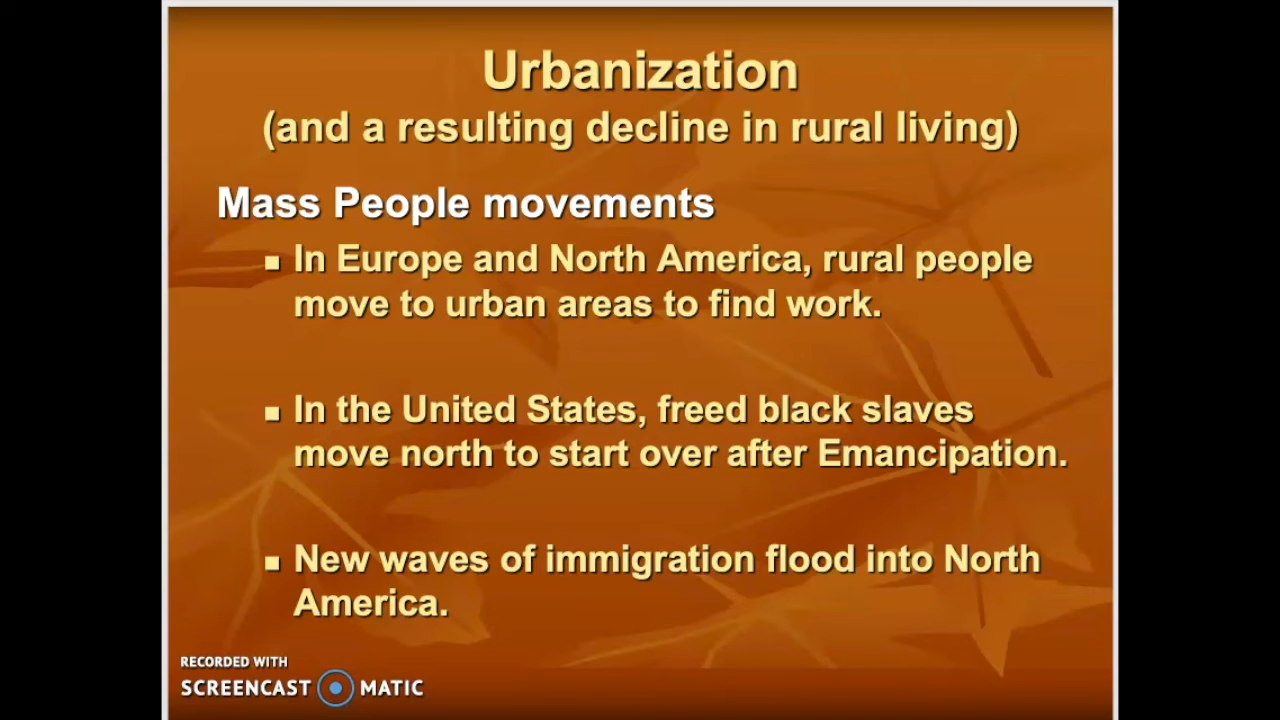 Urbanization
(and a resulting decline in rural living)
Mass People movements
▪ In Europe and North America, rural people
move to urban areas to find work.
▪ In the United States, freed black slaves
move north to start over after Emancipation.
▪ New waves of immigration flood into North
America.
RECORDED WITH
SCREENCAST MATIC